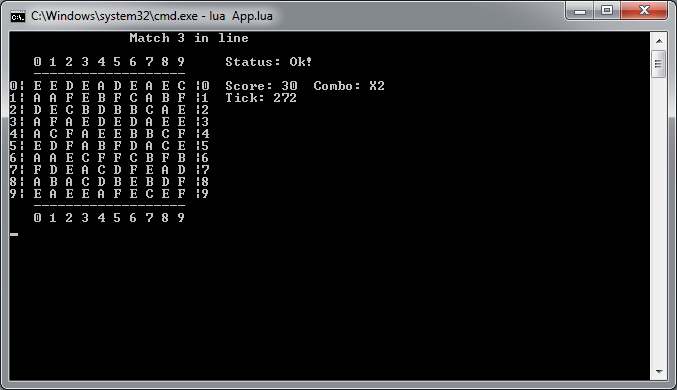 C:\Windows\system32\cmd.exe - lua App.lua
Match 3 in line
0 1 2 3 4 5 6 7 8 9 Status: Ok!
-------------------
0¦ E E D E A D E A E C ¦0 Score: 30 Combo: X2
1¦ A A F E B F C A B F ¦1 Tick: 272
2¦ D E C B D B B C A E ¦2
3¦ A F A E D E D A E E ¦3
4¦ A C F A E E B B C F ¦4
5¦ E D F A B F D A C E ¦5
6¦ A A E C F F C B F B ¦6
7¦ F D E A C D F E A D ¦7
8¦ A B A C D B E B D F ¦8
9¦ E A E E A F E C E F ¦9
-------------------
0 1 2 3 4 5 6 7 8 9